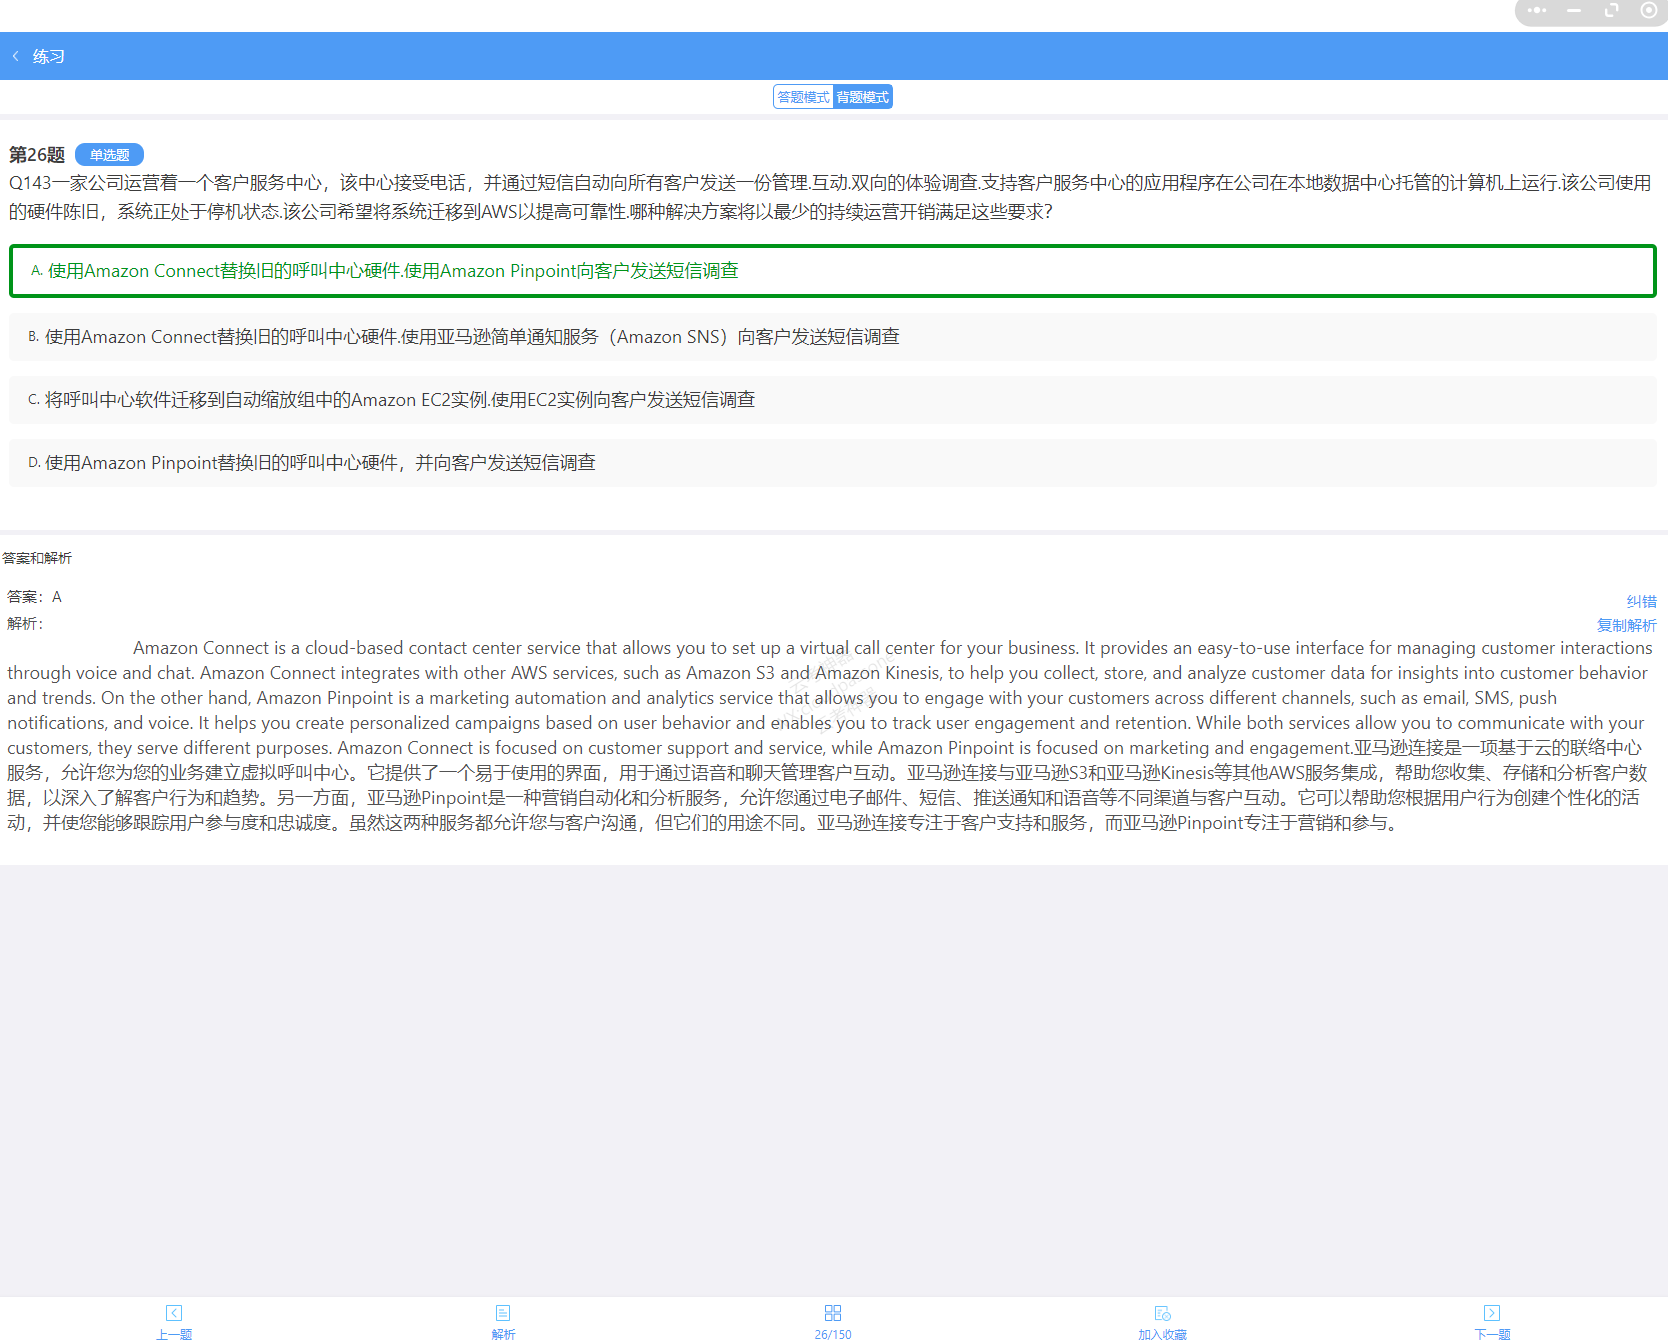 练习
答题模式 背题模式
第26题 单选题
Q143一家公司运营着一个客户服务中心，该中心接受电话，并通过短信自动向所有客户发送一份管理.互动.双向的体验调查.支持客户服务中心的应用程序在公司在本地数据中心托管的计算机上运行.该公司使用
的硬件陈旧，系统正处于停机状态.该公司希望将系统迁移到AWS以提高可靠性.哪种解决方案将以最少的持续运营开销满足这些要求？
A. 使用Amazon Connect替换旧的呼叫中心硬件.使用Amazon Pinpoint向客户发送短信调查
B. 使用Amazon Connect替换旧的呼叫中心硬件.使用亚马逊简单通知服务（Amazon SNS）向客户发送短信调查
C. 将呼叫中心软件迁移到自动缩放组中的Amazon EC2实例.使用EC2实例向客户发送短信调查
D. 使用Amazon Pinpoint替换旧的呼叫中心硬件，并向客户发送短信调查
答案和解析
答案：A
纠错
解析：
复制解析
Amazon Connect is a cloud-based contact center service that allows you to set up a virtual call center for your business. It provides an easy-to-use interface for managing customer interactions
through voice and chat. Amazon Connect integrates with other AWS services, such as Amazon S3 and Amazon Kinesis, to help you collect, store, and analyze customer data for insights into customer behavior
and trends. On the other hand, Amazon Pinpoint is a marketing automation and analytics service that allows you to engage with your customers across different channels, such as email, SMS, push
notifications, and voice. It helps you create personalized campaigns based on user behavior and enables you to track user engagement and retention. While both services allow you to communicate with your
customers, they serve different purposes. Amazon Connect is focused on customer support and service, while Amazon Pinpoint is focused on marketing and engagement.亚马逊连接是一项基于云的联络中心
服务，允许您为您的业务建立虚拟呼叫中心。它提供了一个易于使用的界面，用于通过语音和聊天管理客户互动。亚马逊连接与亚马逊S3和亚马逊Kinesis等其他AWS服务集成，帮助您收集、存储和分析客户数
据，以深入了解客户行为和趋势。另一方面，亚马逊Pinpoint是一种营销自动化和分析服务，允许您通过电子邮件、短信、推送通知和语音等不同渠道与客户互动。它可以帮助您根据用户行为创建个性化的活
动，并使您能够跟踪用户参与度和忠诚度。虽然这两种服务都允许您与客户沟通，但它们的用途不同。亚马逊连接专注于客户支持和服务，而亚马逊Pinpoint专注于营销和参与。
上一题 解析 26/150 加入收藏 下一题